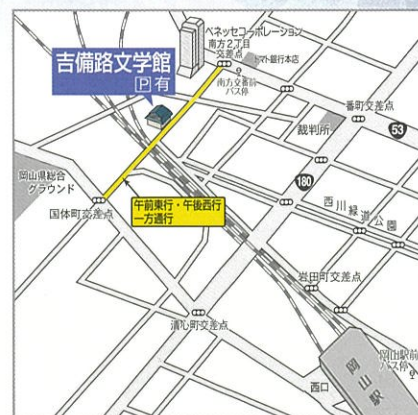 ベネッセコーポレーション
南方2丁目
交差点
トマト銀行本店
吉備路文学館
P有
南方交番前
バス停
番町交差点
裁判所
53
岡山県総合
グラウンド
180
西川緑道公園
国体町交差点
午前東行・午後西行
一方通行
岩田町交差点
清心町交差点
岡山駅前
バス停
西口
岡山駅